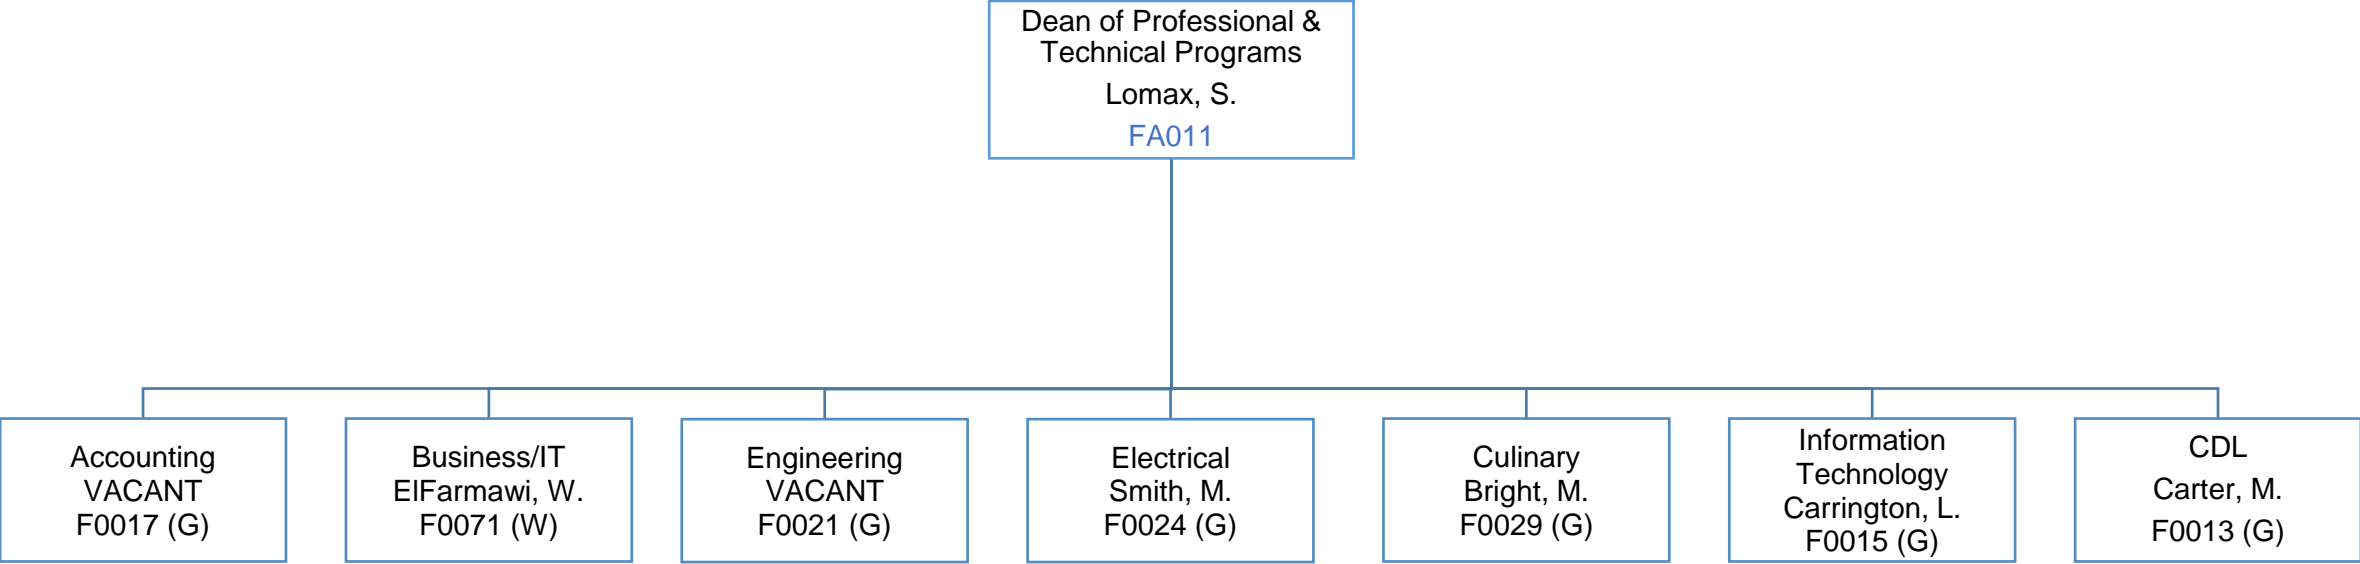 Dean of Professional &
Technical Programs
Lomax, S.
FA011
Accounting
VACANT
F0017 (G)
Business/IT
ElFarmawi, W.
F0071 (W)
Engineering
VACANT
F0021 (G)
Electrical
Smith, M.
F0024 (G)
Culinary
Bright, M.
F0029 (G)
Information
Technology
Carrington, L.
F0015 (G)
CDL
Carter, M.
F0013 (G)